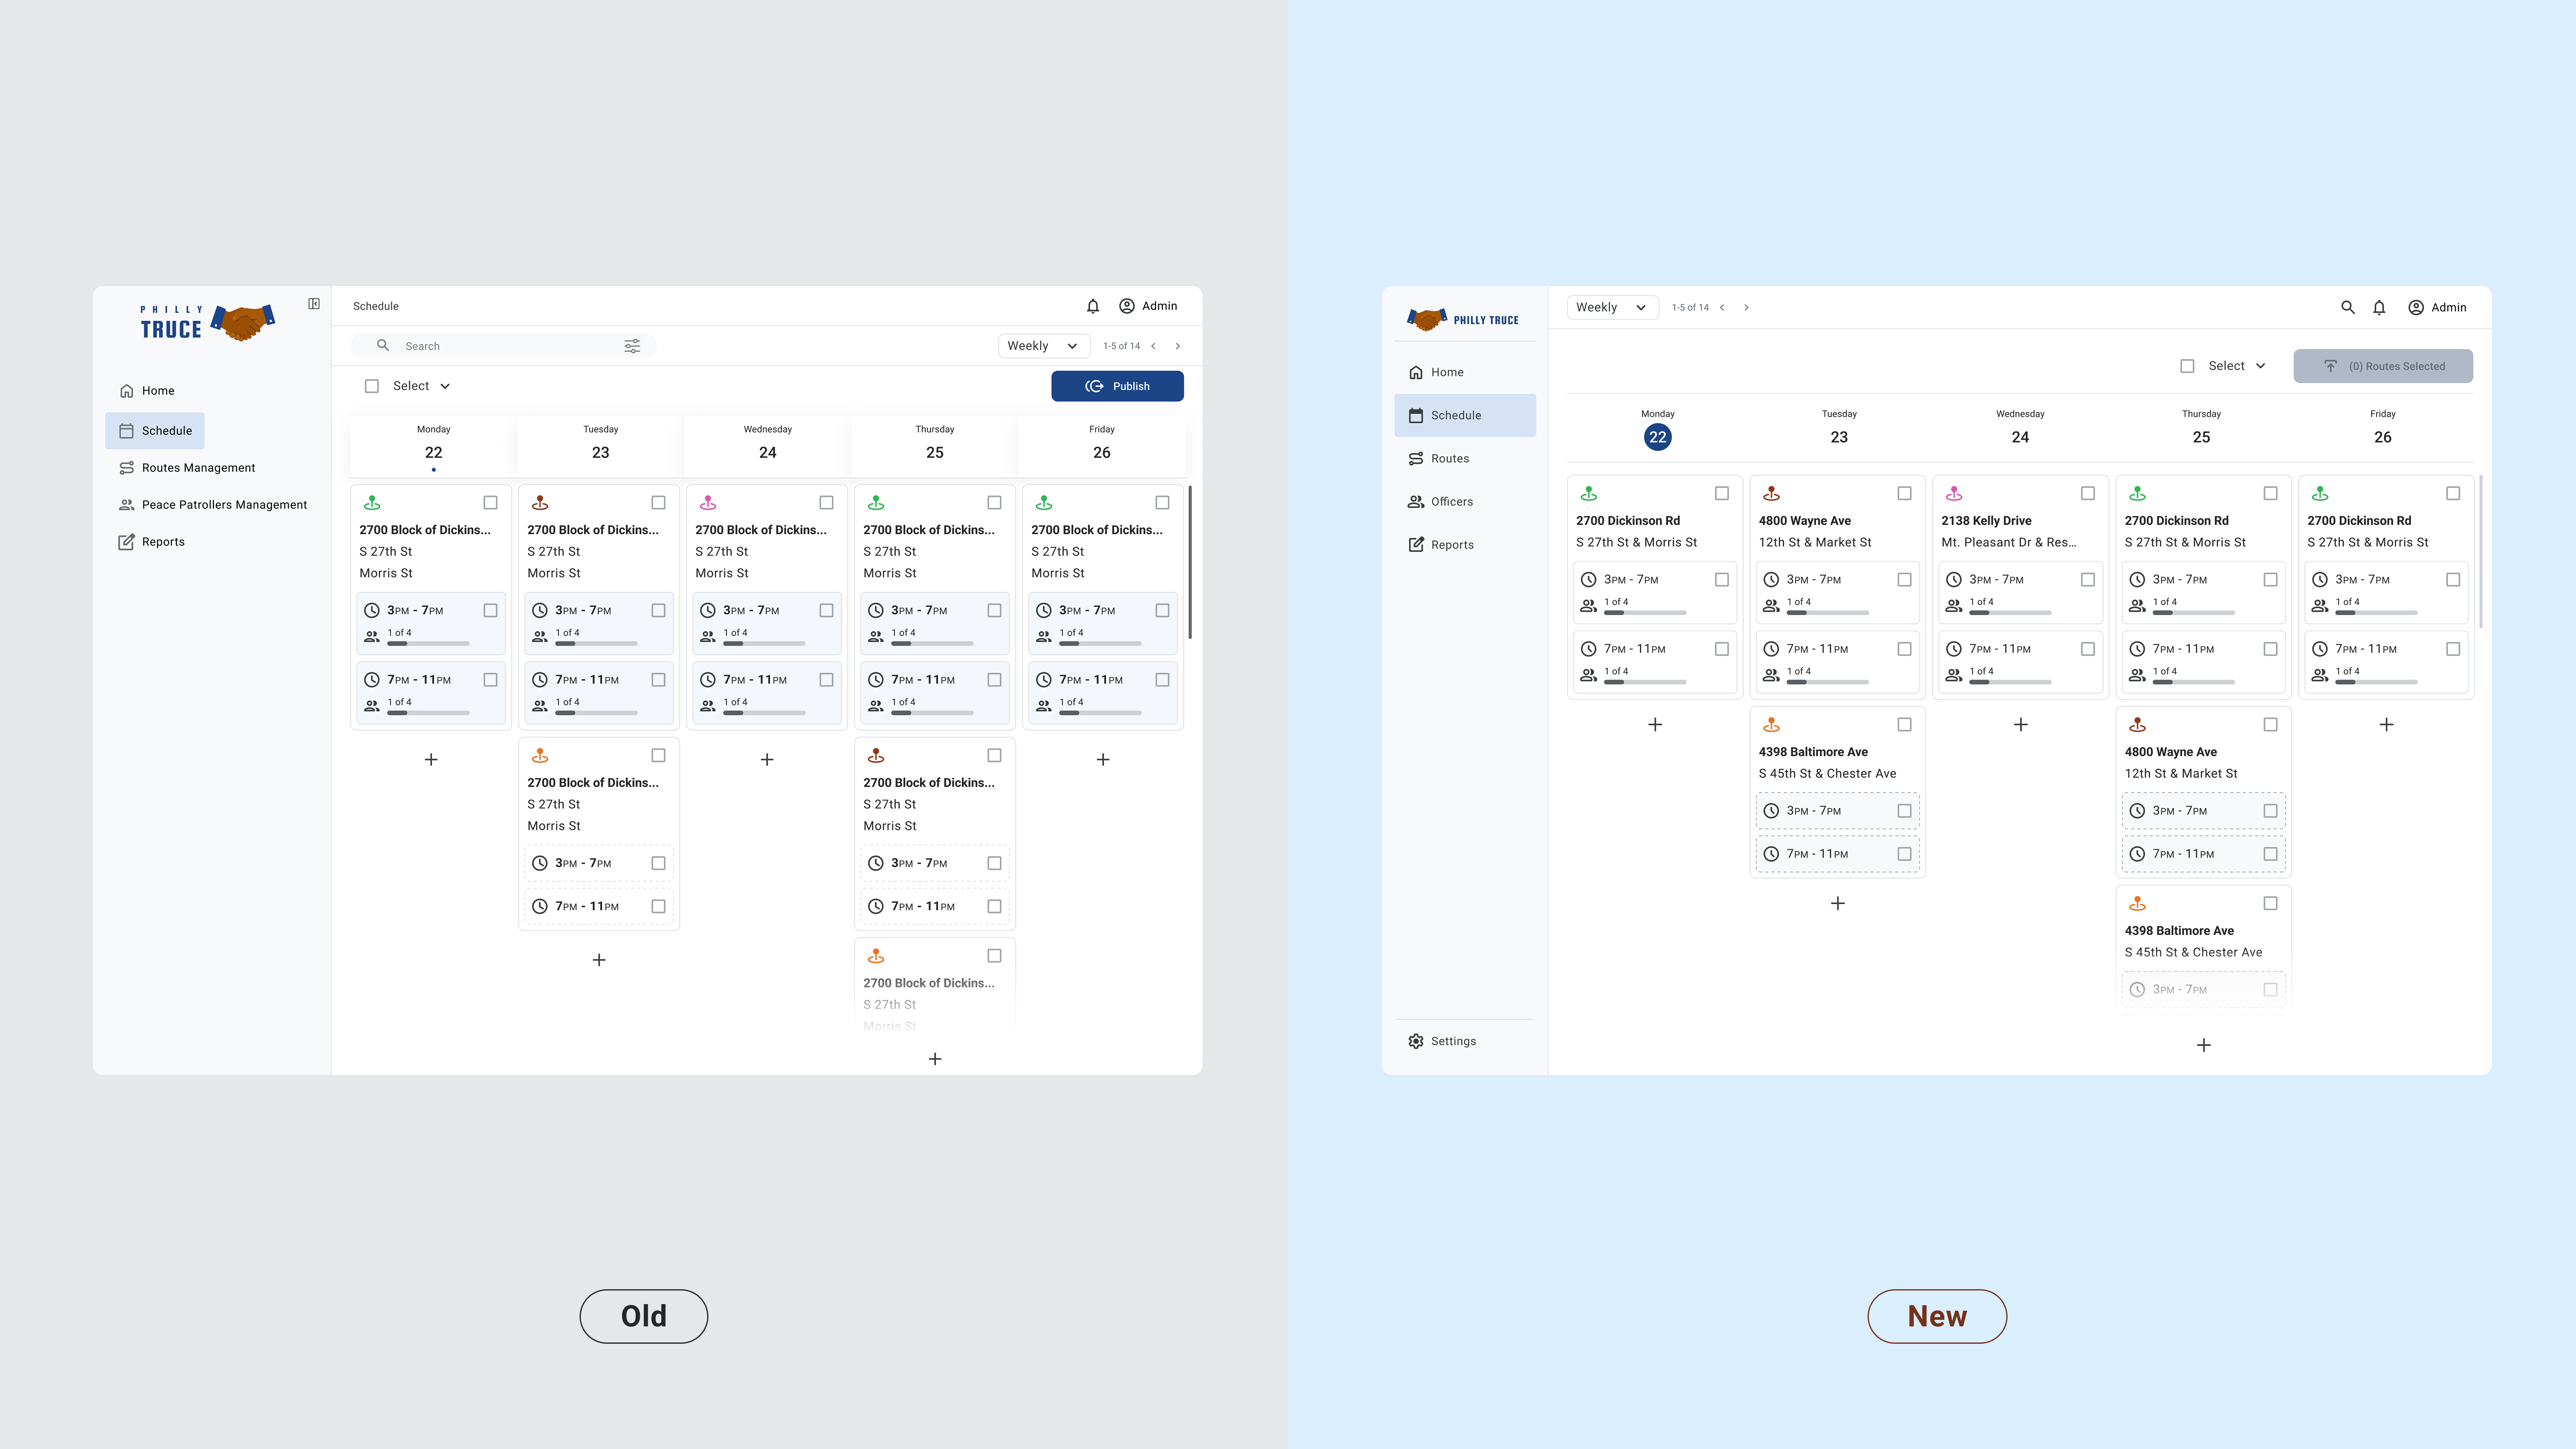 PHILLY
TRUCE
Home
Schedule
Routes Management
Peace Patrollers Management
Reports
Schedule
Admin
Search
Weekly
1-5 of 14
Select
Publish
Monday
22
Tuesday
23
Wednesday
24
Thursday
25
Friday
26
2700 Block of Dickins...
S 27th St
Morris St
3PM - 7PM
1 of 4
7PM - 11PM
1 of 4
2700 Block of Dickins...
S 27th St
Morris St
3PM - 7PM
1 of 4
7PM - 11PM
1 of 4
2700 Block of Dickins...
S 27th St
Morris St
3PM - 7PM
7PM - 11PM
2700 Block of Dickins...
S 27th St
Morris St
3PM - 7PM
1 of 4
7PM - 11PM
1 of 4
2700 Block of Dickins...
S 27th St
Morris St
3PM - 7PM
1 of 4
7PM - 11PM
1 of 4
2700 Block of Dickins...
S 27th St
Morris St
3PM - 7PM
7PM - 11PM
2700 Block of Dickins...
S 27th St
Morris St
2700 Block of Dickins...
S 27th St
Morris St
3PM - 7PM
1 of 4
7PM - 11PM
1 of 4
Old
PHILLY TRUCE
Home
Schedule
Routes
Officers
Reports
Settings
Weekly
1-5 of 14
Admin
Select
(0) Routes Selected
Monday
22
Tuesday
23
Wednesday
24
Thursday
25
Friday
26
2700 Dickinson Rd
S 27th St & Morris St
3PM - 7PM
1 of 4
7PM - 11PM
1 of 4
4800 Wayne Ave
12th St & Market St
3PM - 7PM
1 of 4
7PM - 11PM
1 of 4
4398 Baltimore Ave
S 45th St & Chester Ave
3PM - 7PM
7PM - 11PM
2138 Kelly Drive
Mt. Pleasant Dr & Res...
3PM - 7PM
1 of 4
7PM - 11PM
1 of 4
2700 Dickinson Rd
S 27th St & Morris St
3PM - 7PM
1 of 4
7PM - 11PM
1 of 4
4800 Wayne Ave
12th St & Market St
3PM - 7PM
7PM - 11PM
4398 Baltimore Ave
S 45th St & Chester Ave
3PM - 7PM
2700 Dickinson Rd
S 27th St & Morris St
3PM - 7PM
1 of 4
7PM - 11PM
1 of 4
New